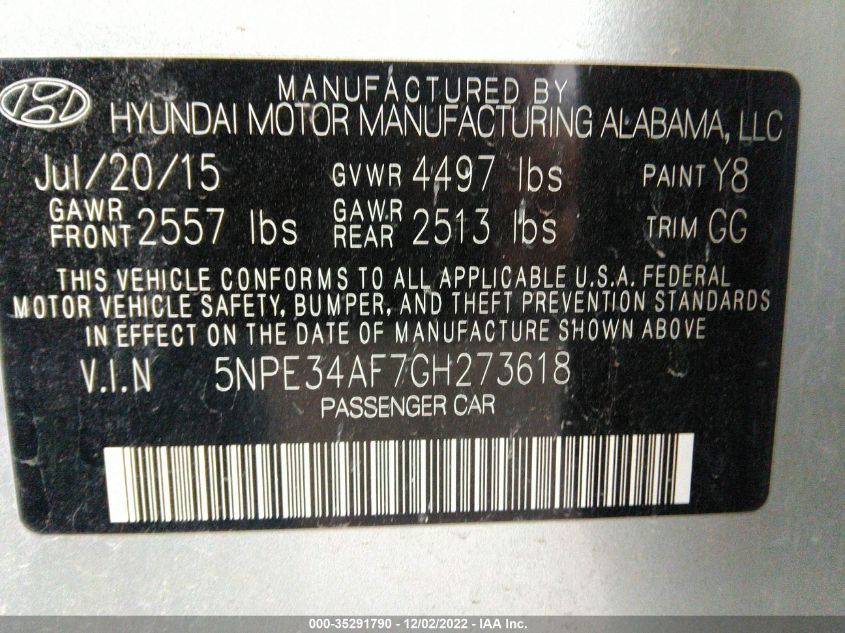 MANUFACTURED BY
HYUNDAI MOTOR MANUFACTURING ALABAMA, LLC
Jul/20/15 GVWR 4497 lbs PAINT Y8
GAWR FRONT 2557 lbs GAWR REAR 2513 lbs TRIM GG
THIS VEHICLE CONFORMS TO ALL APPLICABLE U.S.A. FEDERAL
MOTOR VEHICLE SAFETY, BUMPER, AND THEFT PREVENTION STANDARDS
IN EFFECT ON THE DATE OF MANUFACTURE SHOWN ABOVE
V.I.N 5NPE34AF7GH273618
PASSENGER CAR
000-35291790 - 12/02/2022 - IAA Inc.